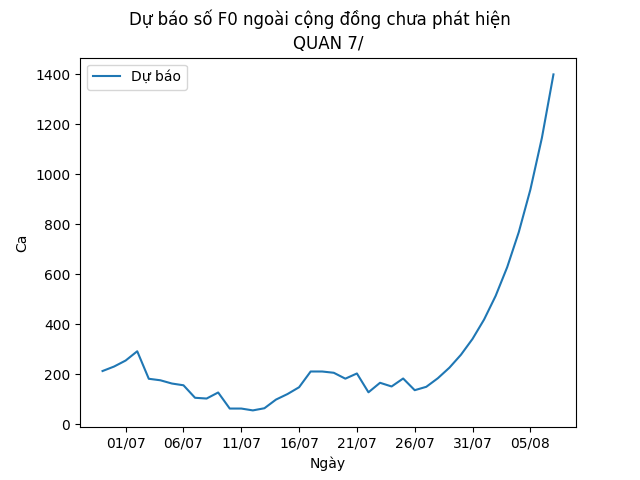 Dự báo số F0 ngoài cộng đồng chưa phát hiện
QUAN 7/
Dự báo
1400
1200
1000
800
600
400
200
0
Ca
01/07 06/07 11/07 16/07 21/07 26/07 31/07 05/08
Ngày